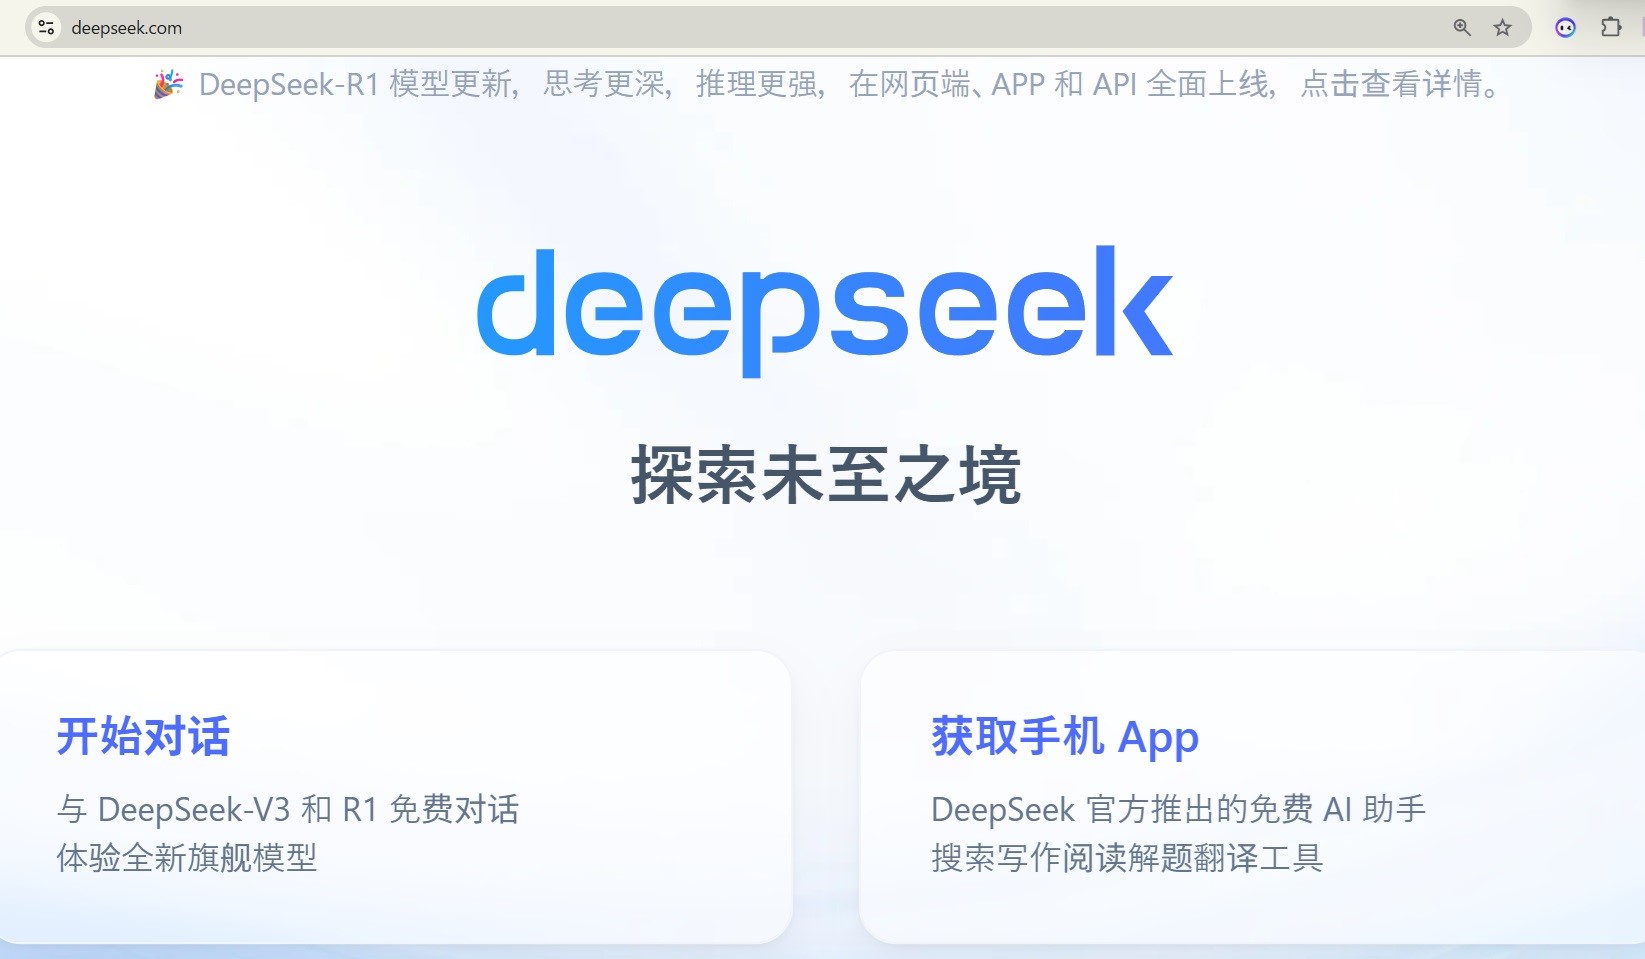 deepseek.com
🎉 DeepSeek-R1 模型更新，思考更深，推理更强，在网页端、APP 和 API 全面上线，点击查看详情。
deepseek
探索未至之境
开始对话
与 DeepSeek-V3 和 R1 免费对话
体验全新旗舰模型
获取手机 App
DeepSeek 官方推出的免费 AI 助手
搜索写作阅读解题翻译工具